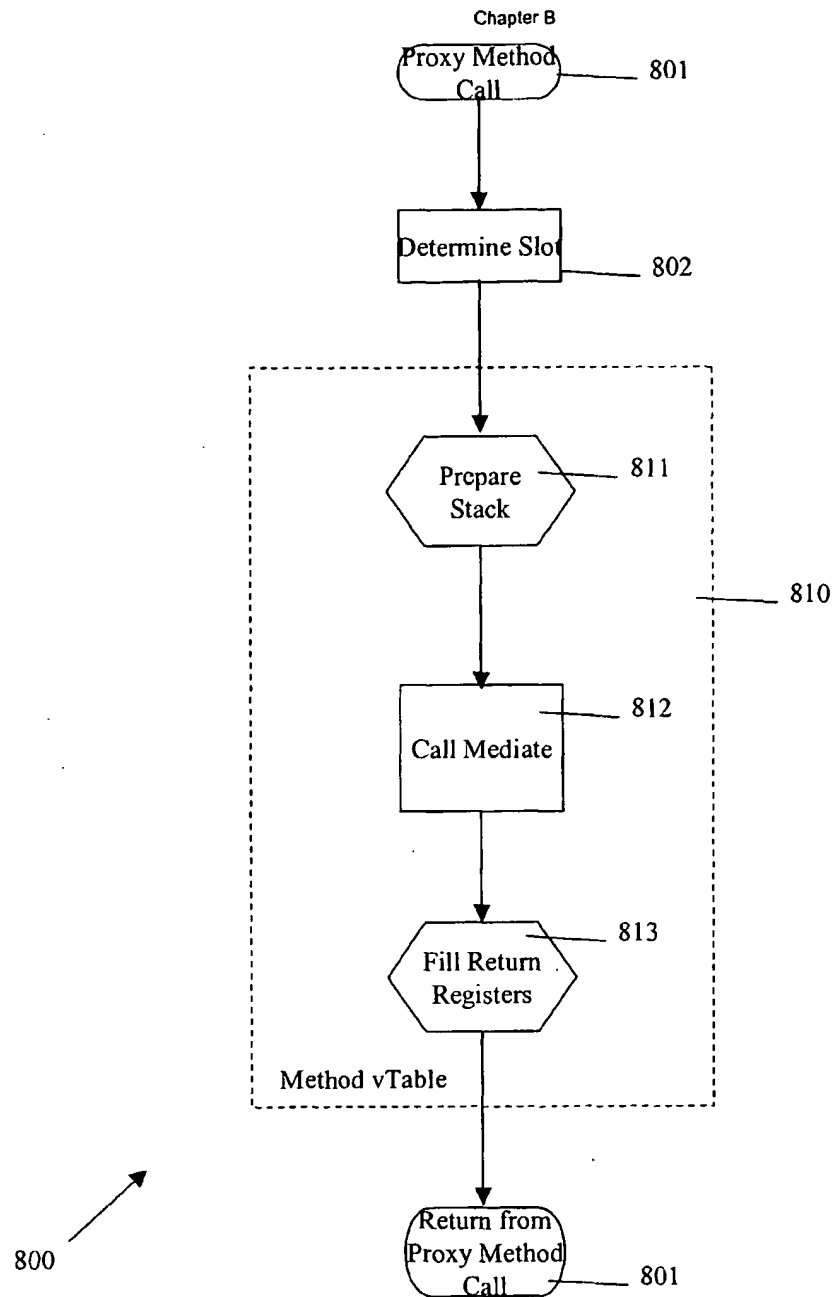 Chapter B
Proxy Method
Call
801
Determine Slot
802
Prepare
Stack
811
810
812
Call Mediate
813
Fill Return
Registers
Method vTable
Return from
Proxy Method
Call
801
800